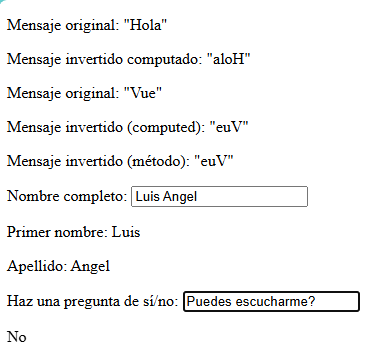 Mensaje original: "Hola"
Mensaje invertido computado: "aloH"
Mensaje original: "Vue"
Mensaje invertido (computed): "euV"
Mensaje invertido (método): "euV"
Nombre completo: Luis Angel
Primer nombre: Luis
Apellido: Angel
Haz una pregunta de sí/no: Puedes escucharme?
No